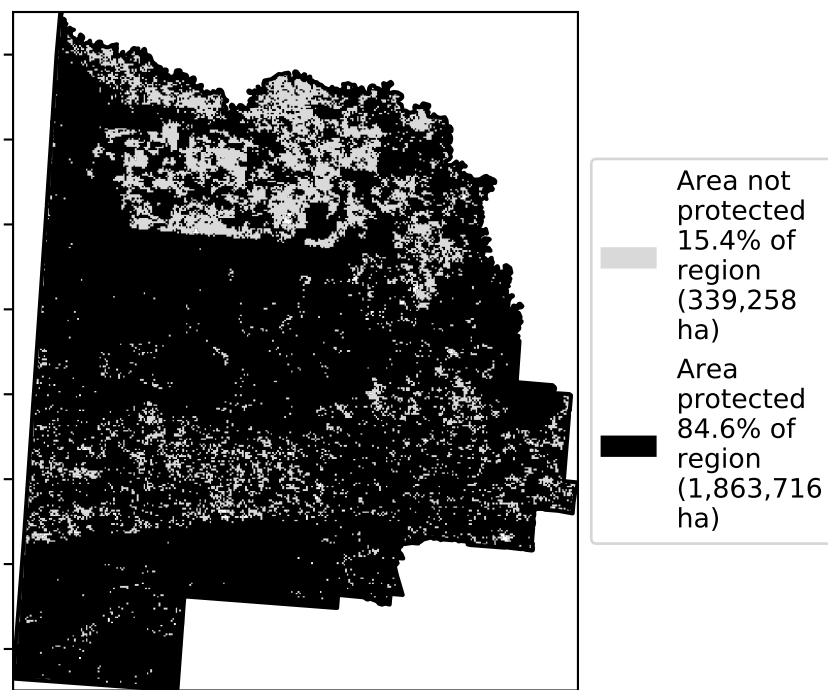 Area not
protected
15.4% of
region
(339,258
ha)
Area
protected
84.6% of
region
(1,863,716
ha)